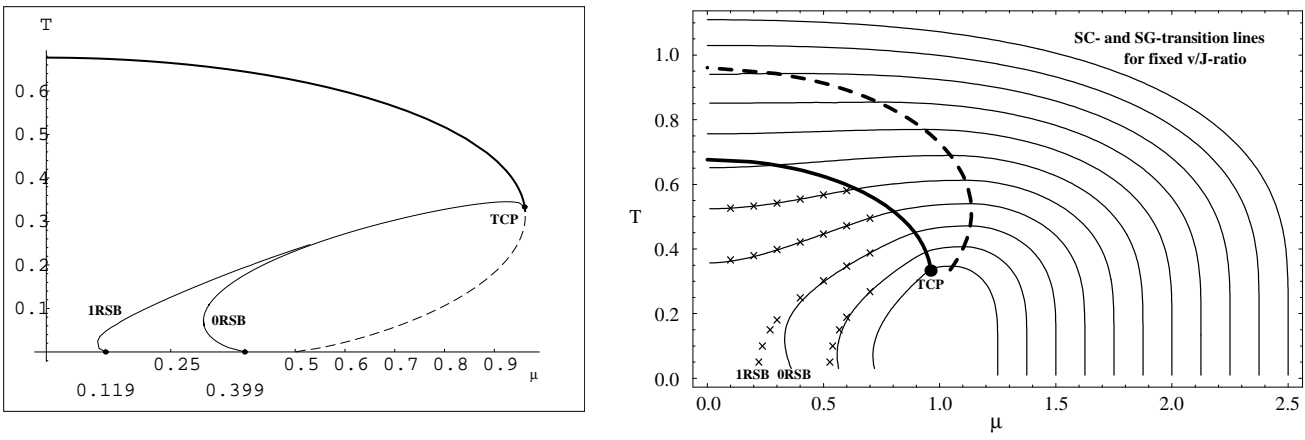 T
0.6
0.5
0.4
0.3
0.2
0.1
TCP
1RSB
0RSB
0.25
0.5
0.6
0.7
0.8
0.9
μ
0.119
0.399
SC- and SG-transition lines
for fixed v/J-ratio
T
1.0
0.8
0.6
0.4
0.2
0.0
TCP
1RSB
0RSB
0.0
0.5
1.0
1.5
2.0
2.5
μ